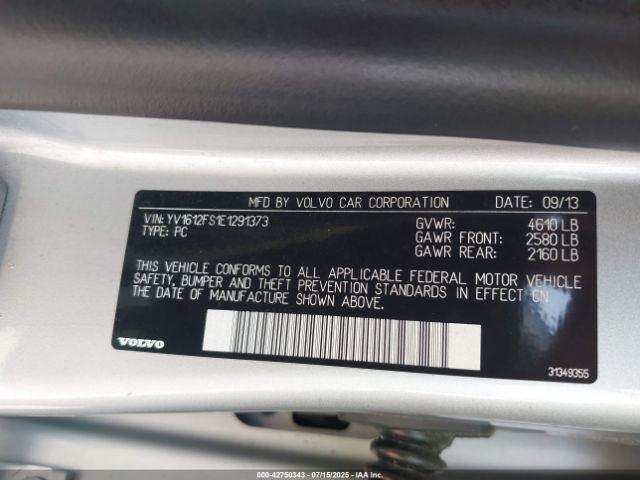 MFD BY VOLVO CAR CORPORATION DATE: 09/13
VIN: YV1612FS1E1291373 GVWR: 4610 LB
TYPE: PC GAWR FRONT: 2580 LB
GAWR REAR: 2160 LB
THIS VEHICLE CONFORMS TO ALL APPLICABLE FEDERAL MOTOR VEHICLE
SAFETY, BUMPER AND THEFT PREVENTION STANDARDS IN EFFECT ON
THE DATE OF MANUFACTURE SHOWN ABOVE.
VOLVO 31349355
000-42750343 - 07/15/2025 - IAAI.COM